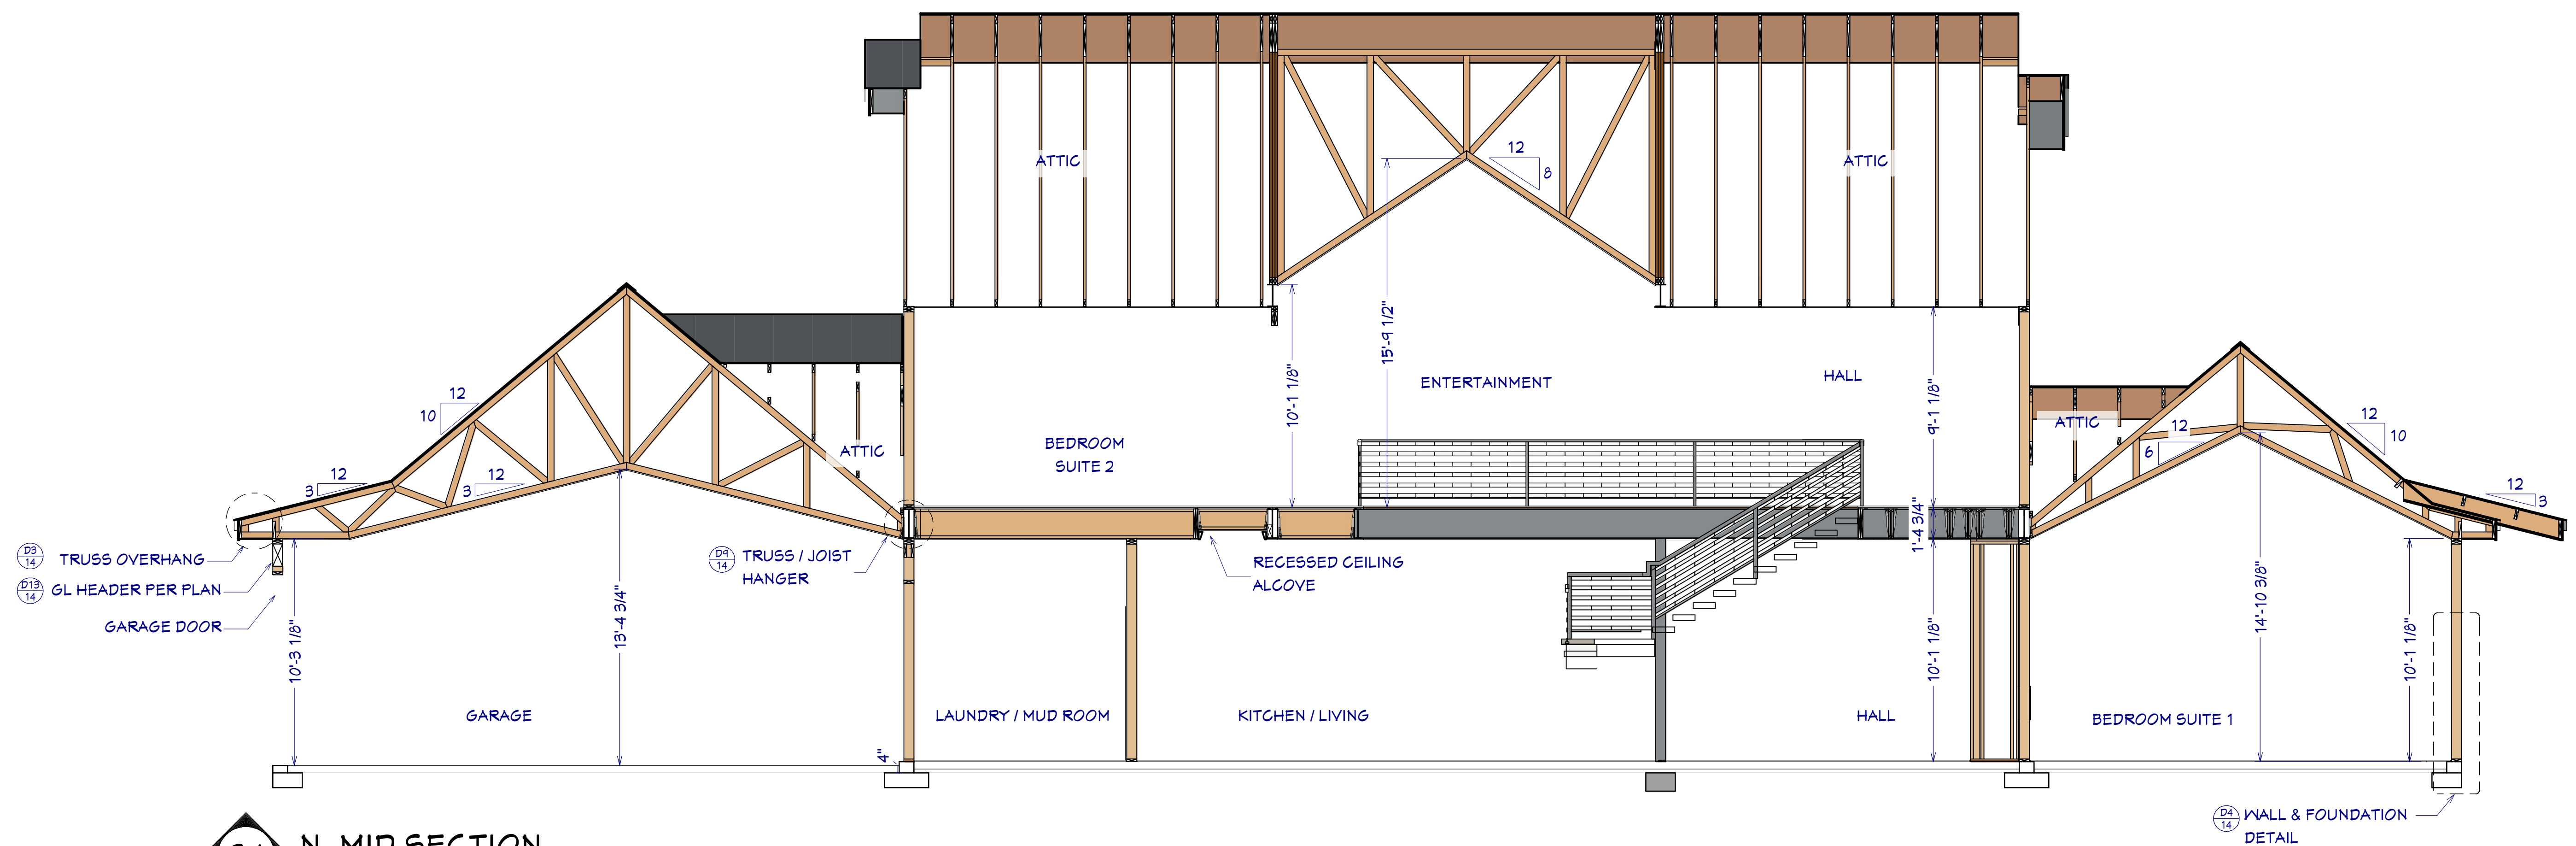 ATTIC
ATTIC
12
8
15'-9 1/2"
10'-1 1/8"
9'-1 1/8"
ENTERTAINMENT
HALL
BEDROOM
SUITE 2
12
10
12
3
12
3
ATTIC
ATTIC
12
6
12
10
12
3
D3
14
TRUSS OVERHANG
D13
14
GL HEADER PER PLAN
GARAGE DOOR
D9
14
TRUSS / JOIST
HANGER
RECESSED CEILING
ALCOVE
1'-4 3/4"
10'-3 1/8"
13'-4 3/4"
10'-1 1/8"
14'-10 3/8"
10'-1 1/8"
GARAGE
LAUNDRY / MUD ROOM
KITCHEN / LIVING
HALL
BEDROOM SUITE 1
4"
D4
14
WALL & FOUNDATION
DETAIL
N. MID SECTION